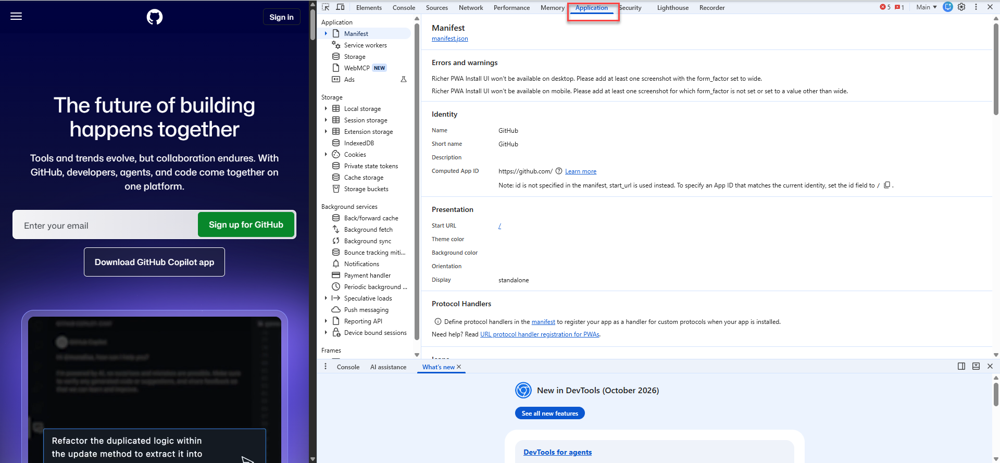 Sign in
The future of building
happens together
Tools and trends evolve, but collaboration endures. With
GitHub, developers, agents, and code come together on
one platform.
Enter your email
Sign up for GitHub
Download GitHub Copilot app
GitHub Copilot
Refactor the duplicated logic within
the update method to extract it into
Elements Console Sources Network Performance Memory Application Security Lighthouse Recorder 5 1 Main
Application
Manifest
Service workers
Storage
WebMCP NEW
Ads
Storage
Local storage
Session storage
Extension storage
IndexedDB
Cookies
Private state tokens
Cache storage
Storage buckets
Background services
Back/forward cache
Background fetch
Background sync
Bounce tracking miti...
Notifications
Payment handler
Periodic background ...
Speculative loads
Push messaging
Reporting API
Device bound sessions
Frames
Manifest
manifest.json
Errors and warnings
Richer PWA Install UI won't be available on desktop. Please add at least one screenshot with the form_factor set to wide.
Richer PWA Install UI won't be available on mobile. Please add at least one screenshot for which form_factor is not set or set to a value other than wide.
Identity
Name GitHub
Short name GitHub
Description
Computed App ID https://github.com/ Learn more
Note: id is not specified in the manifest, start_url is used instead. To specify an App ID that matches the current identity, set the id field to / .
Presentation
Start URL /
Theme color
Background color
Orientation
Display standalone
Protocol Handlers
Define protocol handlers in the manifest to register your app as a handler for custom protocols when your app is installed.
Need help? Read URL protocol handler registration for PWAs.
Icons
Console AI assistance What's new
New in DevTools (October 2026)
See all new features
DevTools for agents